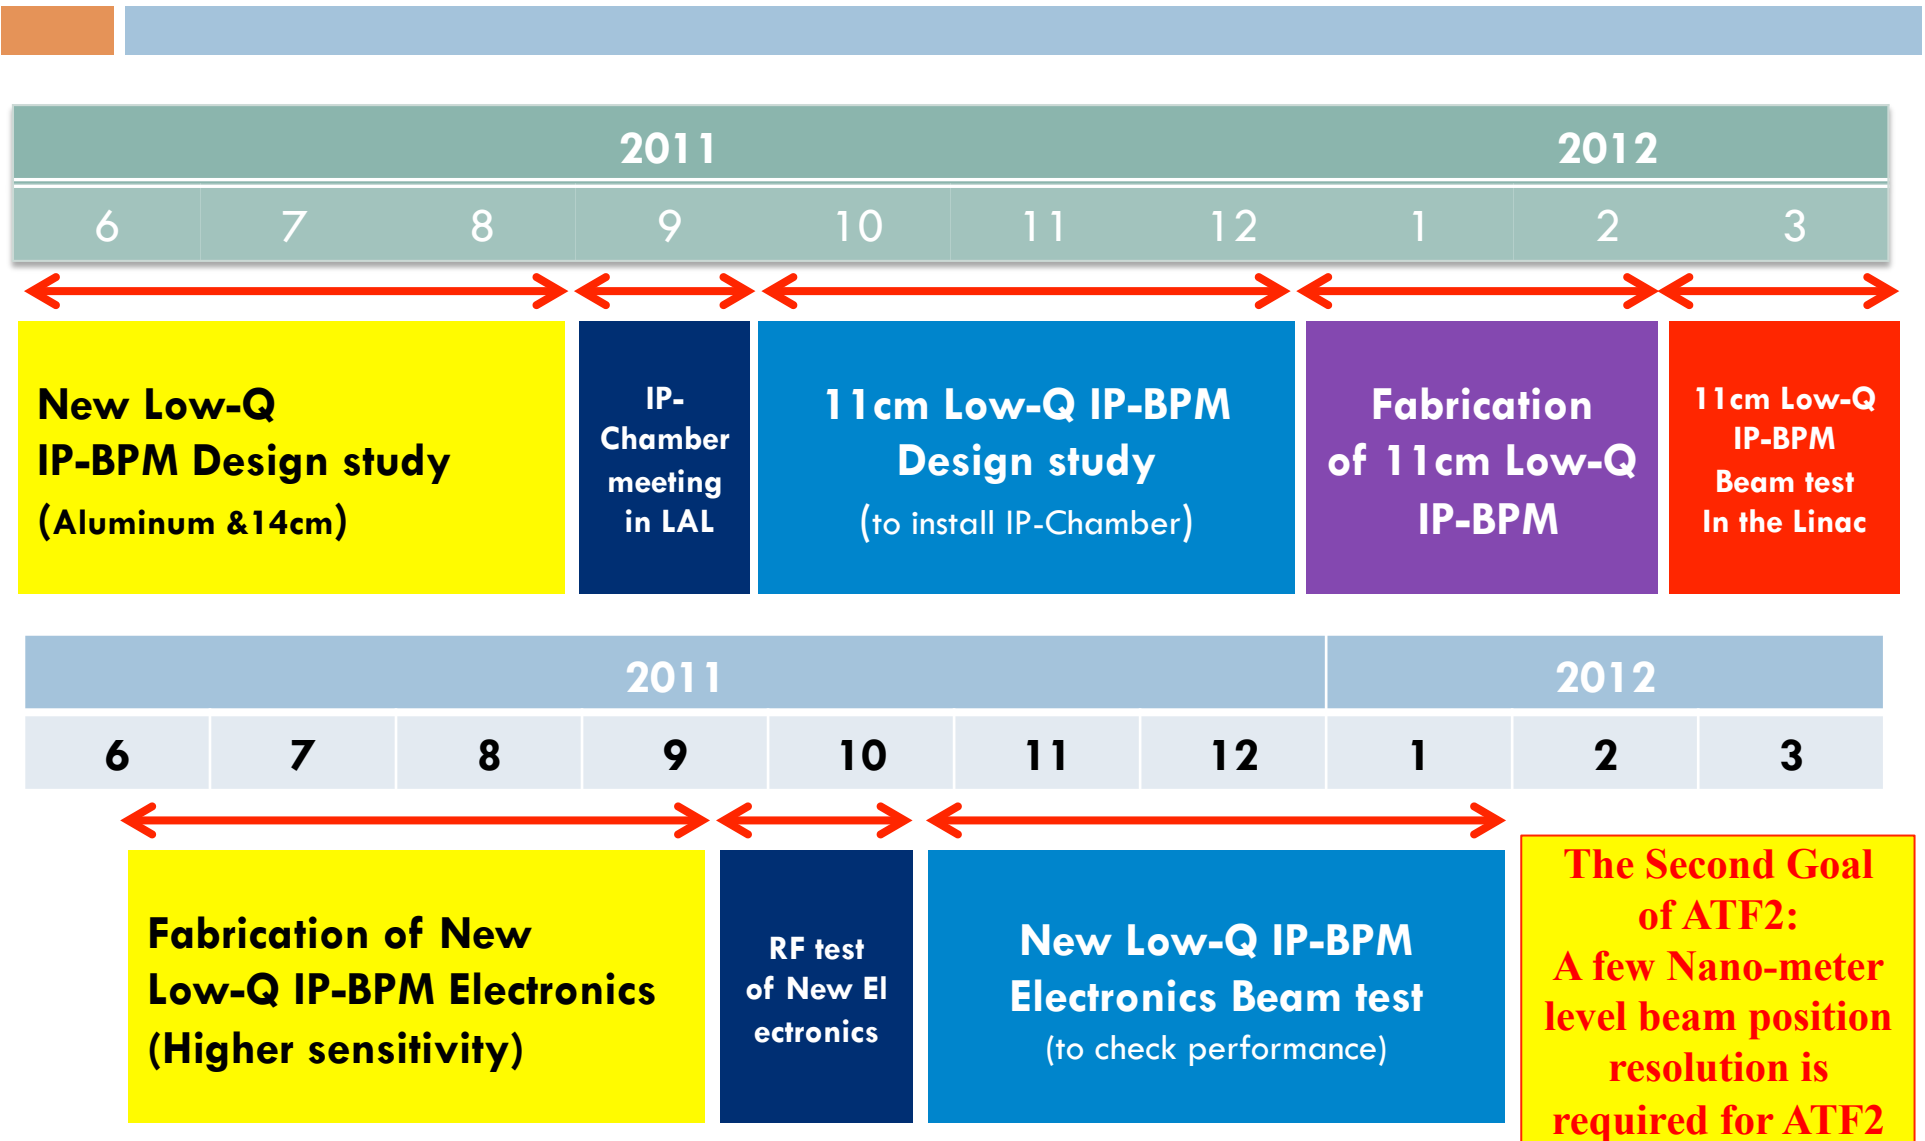 2011 2012
6 7 8 9 10 11 12 1 2 3
New Low-Q
IP-BPM Design study
(Aluminum &14cm)
IP-
Chamber
meeting
in LAL
11cm Low-Q IP-BPM
Design study
(to install IP-Chamber)
Fabrication
of 11cm Low-Q
IP-BPM
11cm Low-Q
IP-BPM
Beam test
In the Linac
2011 2012
6 7 8 9 10 11 12 1 2 3
Fabrication of New
Low-Q IP-BPM Electronics
(Higher sensitivity)
RF test
of New El
ectronics
New Low-Q IP-BPM
Electronics Beam test
(to check performance)
The Second Goal
of ATF2:
A few Nano-meter
level beam position
resolution is
required for ATF2